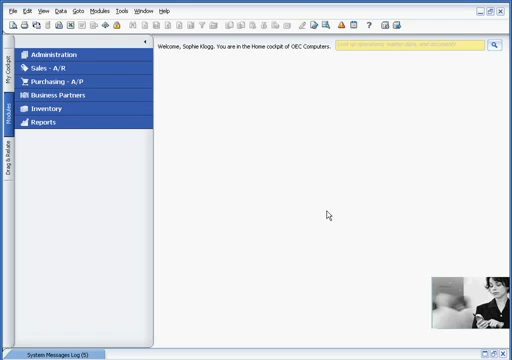 File Edit View Data Goto Modules Tools Window Help
Welcome, Sophie Klogg. You are in the Home cockpit of OEC Computers.
My Cockpit
Modules
Drag & Relate
Administration
Sales - A/R
Purchasing - A/P
Business Partners
Inventory
Reports
System Messages Log (5)